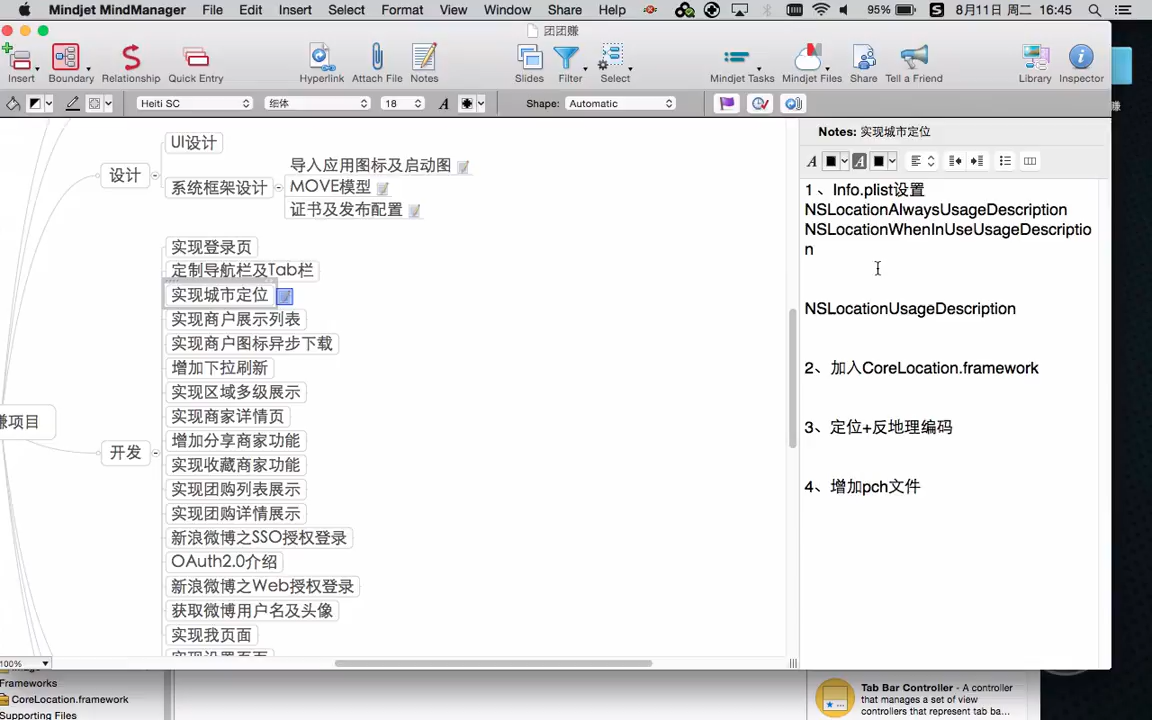 Mindjet MindManager File Edit Insert Select Format View Window Share Help 95% 8月11日 周二 16:45
团团赚
Insert Boundary Relationship Quick Entry Hyperlink Attach File Notes Slides Filter Select Mindjet Tasks Mindjet Files Share Tell a Friend Library Inspector
Heiti SC 细体 18 A Shape: Automatic
UI设计
设计
系统框架设计
导入应用图标及启动图
MOVE模型
证书及发布配置
赚项目
开发
实现登录页
定制导航栏及Tab栏
实现城市定位
实现商户展示列表
实现商户图标异步下载
增加下拉刷新
实现区域多级展示
实现商家详情页
增加分享商家功能
实现收藏商家功能
实现团购列表展示
实现团购详情展示
新浪微博之SSO授权登录
OAuth2.0介绍
新浪微博之Web授权登录
获取微博用户名及头像
实现我页面
实现设置页面
Notes: 实现城市定位
1、Info.plist设置
NSLocationAlwaysUsageDescription
NSLocationWhenInUseUsageDescriptio
n
NSLocationUsageDescription
2、加入CoreLocation.framework
3、定位+反地理编码
4、增加pch文件
100%
Frameworks
CoreLocation.framework
Supporting Files
Tab Bar Controller - A controller
that manages a set of view
controllers that represent tab ba...